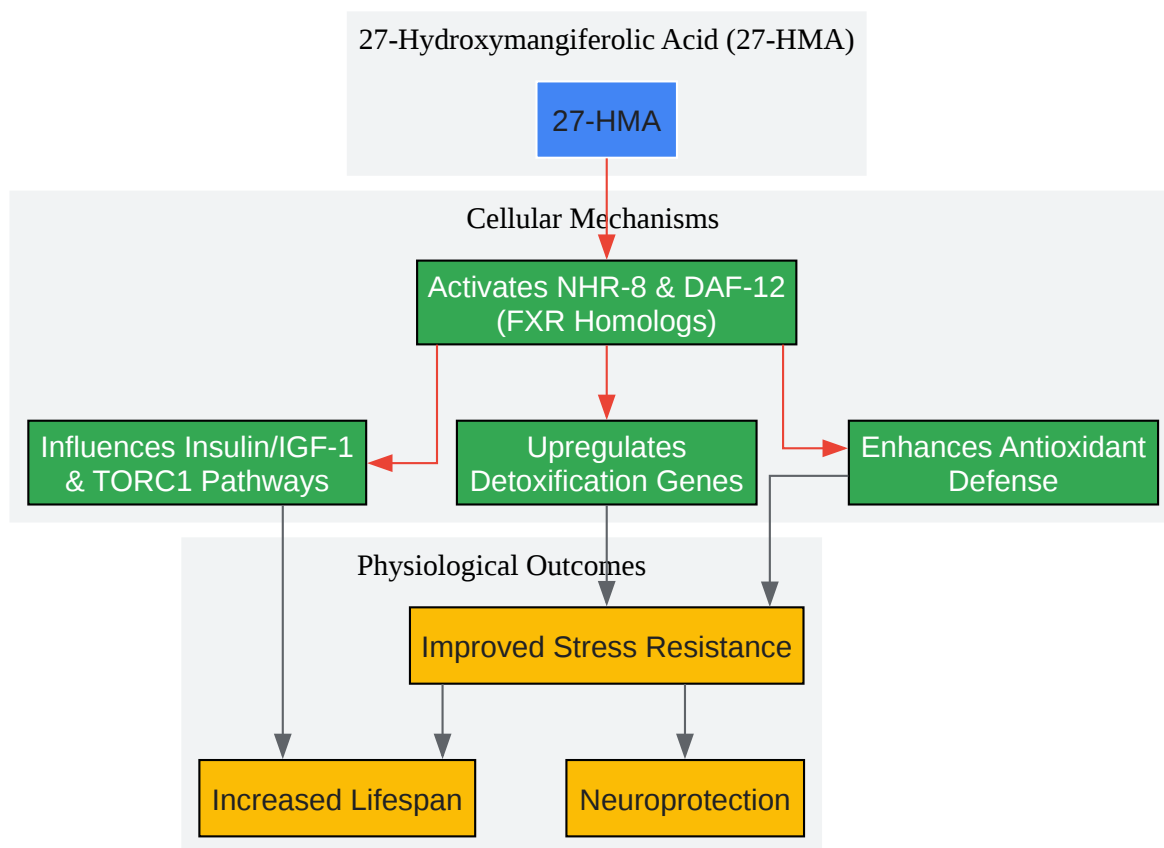 27-Hydroxymangiferolic Acid (27-HMA)
27-HMA
Cellular Mechanisms
Activates NHR-8 & DAF-12
(FXR Homologs)
Influences Insulin/IGF-1
& TORC1 Pathways
Upregulates
Detoxification Genes
Enhances Antioxidant
Defense
Physiological Outcomes
Improved Stress Resistance
Increased Lifespan
Neuroprotection